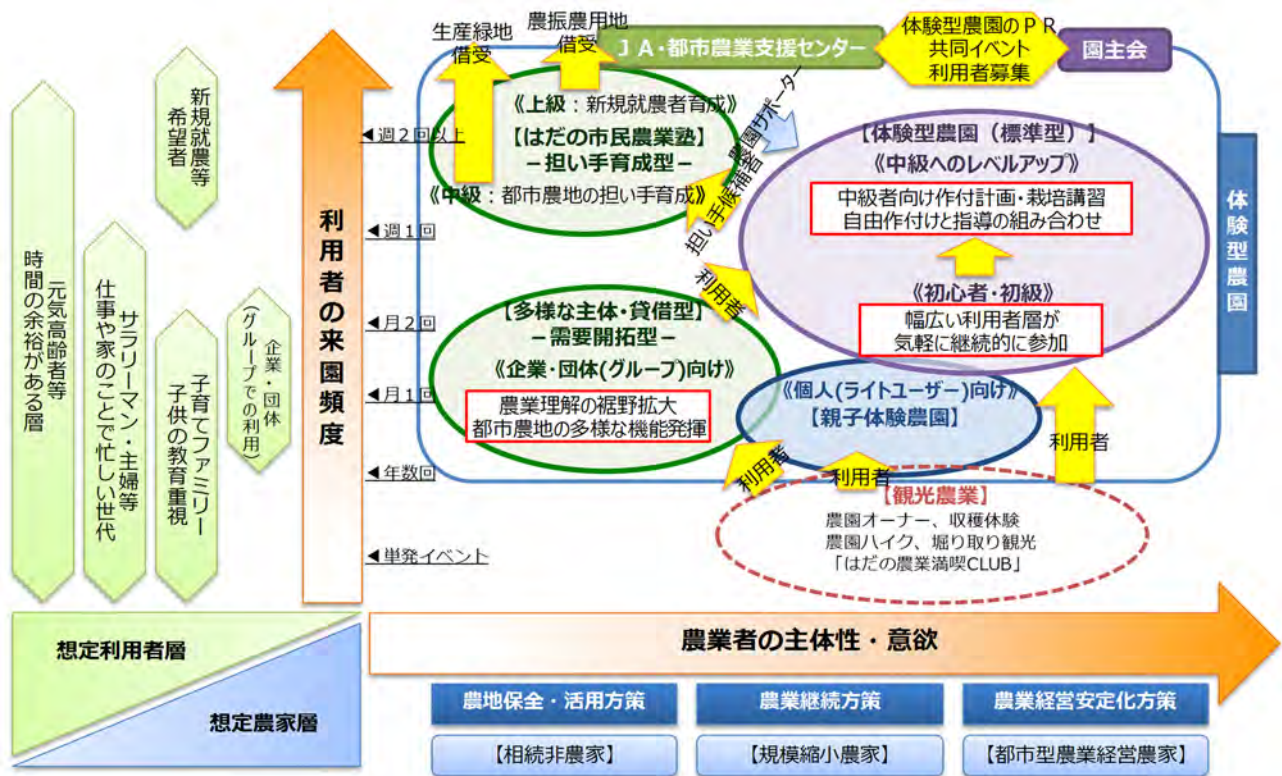 生産緑地
借受
農振農用地
借受
ＪＡ・都市農業支援センター
体験型農園のＰＲ
共同イベント
利用者募集
園主会
新規就農等
希望者
元気高齢者等
時間の余裕がある層
サラリーマン・主婦等
仕事や家のことで忙しい世代
子育てファミリー
子供の教育重視
企業・団体
(グループでの利用)
利用者の来園頻度
◀週２回以上
◀週１回
◀月２回
◀月１回
◀年数回
◀単発イベント
《上級：新規就農者育成》
【はだの市民農業塾】
－担い手育成型－
《中級：都市農地の担い手育成》
農園サポーター
担い手候補者
利用者
【体験型農園（標準型）】
《中級へのレベルアップ》
中級者向け作付計画・栽培講習
自由作付けと指導の組み合わせ
《初心者・初級》
幅広い利用者層が
気軽に継続的に参加
体験型農園
【多様な主体・貸借型】
－需要開拓型－
《企業・団体(グループ)向け》
農業理解の裾野拡大
都市農地の多様な機能発揮
《個人(ライトユーザー)向け》
【親子体験農園】
利用者
利用者
利用者
【観光農業】
農園オーナー、収穫体験
農園ハイク、堀り取り観光
「はだの農業満喫CLUB」
想定利用者層
想定農家層
農業者の主体性・意欲
農地保全・活用方策
農業継続方策
農業経営安定化方策
【相続非農家】
【規模縮小農家】
【都市型農業経営農家】